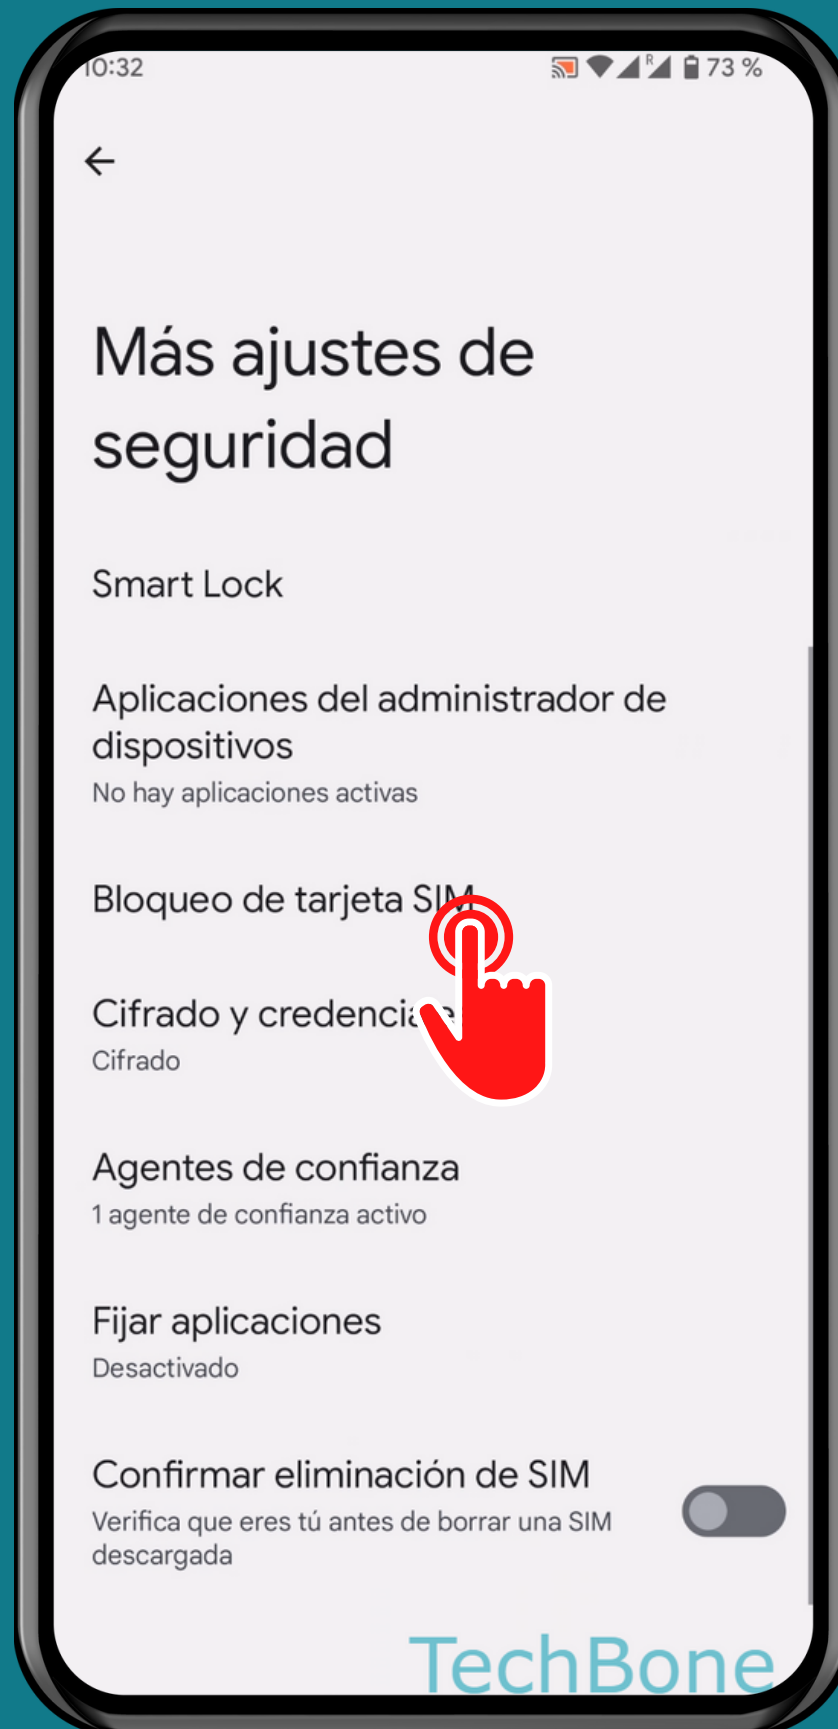 10:32
R
73 %
Más ajustes de
seguridad
Smart Lock
Aplicaciones del administrador de
dispositivos
No hay aplicaciones activas
Bloqueo de tarjeta SIM
Cifrado y
Cifrado
Agentes de confianza
1 agente de confianza activo
Fijar aplicaciones
Desactivado
Confirmar eliminación de SIM
Verifica que eres tú antes de borrar una SIM
descargada
TechBone